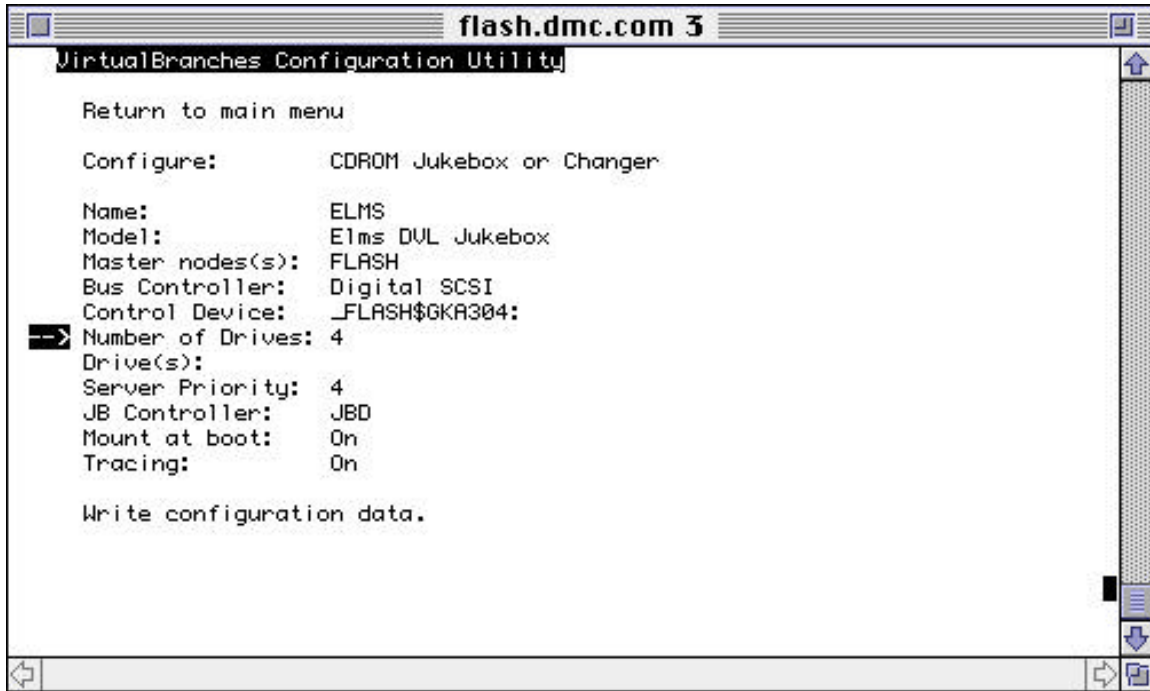 flash.dmc.com 3
VirtualBranches Configuration Utility
Return to main menu
Configure: CDROM Jukebox or Changer
Name: ELMS
Model: Elms DVL Jukebox
Master nodes(s): FLASH
Bus Controller: Digital SCSI
Control Device: _FLASH$GKA304:
--> Number of Drives: 4
Drive(s):
Server Priority: 4
JB Controller: JBD
Mount at boot: On
Tracing: On
Write configuration data.